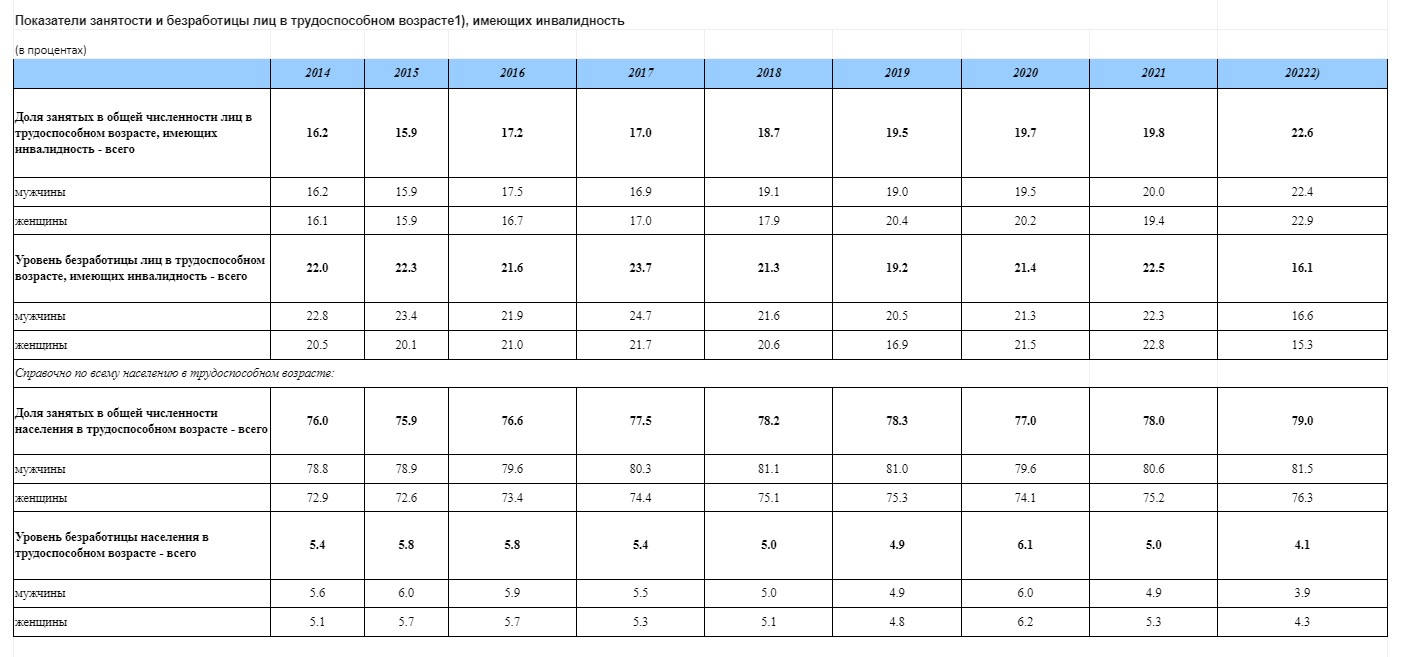 Показатели занятости и безработицы лиц в трудоспособном возрасте1), имеющих инвалидность
(в процентах)
2014 2015 2016 2017 2018 2019 2020 2021 20222)
Доля занятых в общей численности лиц в
трудоспособном возрасте, имеющих
инвалидность - всего
16.2 15.9 17.2 17.0 18.7 19.5 19.7 19.8 22.6
мужчины 16.2 15.9 17.5 16.9 19.1 19.0 19.5 20.0 22.4
женщины 16.1 15.9 16.7 17.0 17.9 20.4 20.2 19.4 22.9
Уровень безработицы лиц в трудоспособном
возрасте, имеющих инвалидность - всего
22.0 22.3 21.6 23.7 21.3 19.2 21.4 22.5 16.1
мужчины 22.8 23.4 21.9 24.7 21.6 20.5 21.3 22.3 16.6
женщины 20.5 20.1 21.0 21.7 20.6 16.9 21.5 22.8 15.3
Справочно по всему населению в трудоспособном возрасте:
Доля занятых в общей численности
населения в трудоспособном возрасте - всего
76.0 75.9 76.6 77.5 78.2 78.3 77.0 78.0 79.0
мужчины 78.8 78.9 79.6 80.3 81.1 81.0 79.6 80.6 81.5
женщины 72.9 72.6 73.4 74.4 75.1 75.3 74.1 75.2 76.3
Уровень безработицы населения в
трудоспособном возрасте - всего
5.4 5.8 5.8 5.4 5.0 4.9 6.1 5.0 4.1
мужчины 5.6 6.0 5.9 5.5 5.0 4.9 6.0 4.9 3.9
женщины 5.1 5.7 5.7 5.3 5.1 4.8 6.2 5.3 4.3